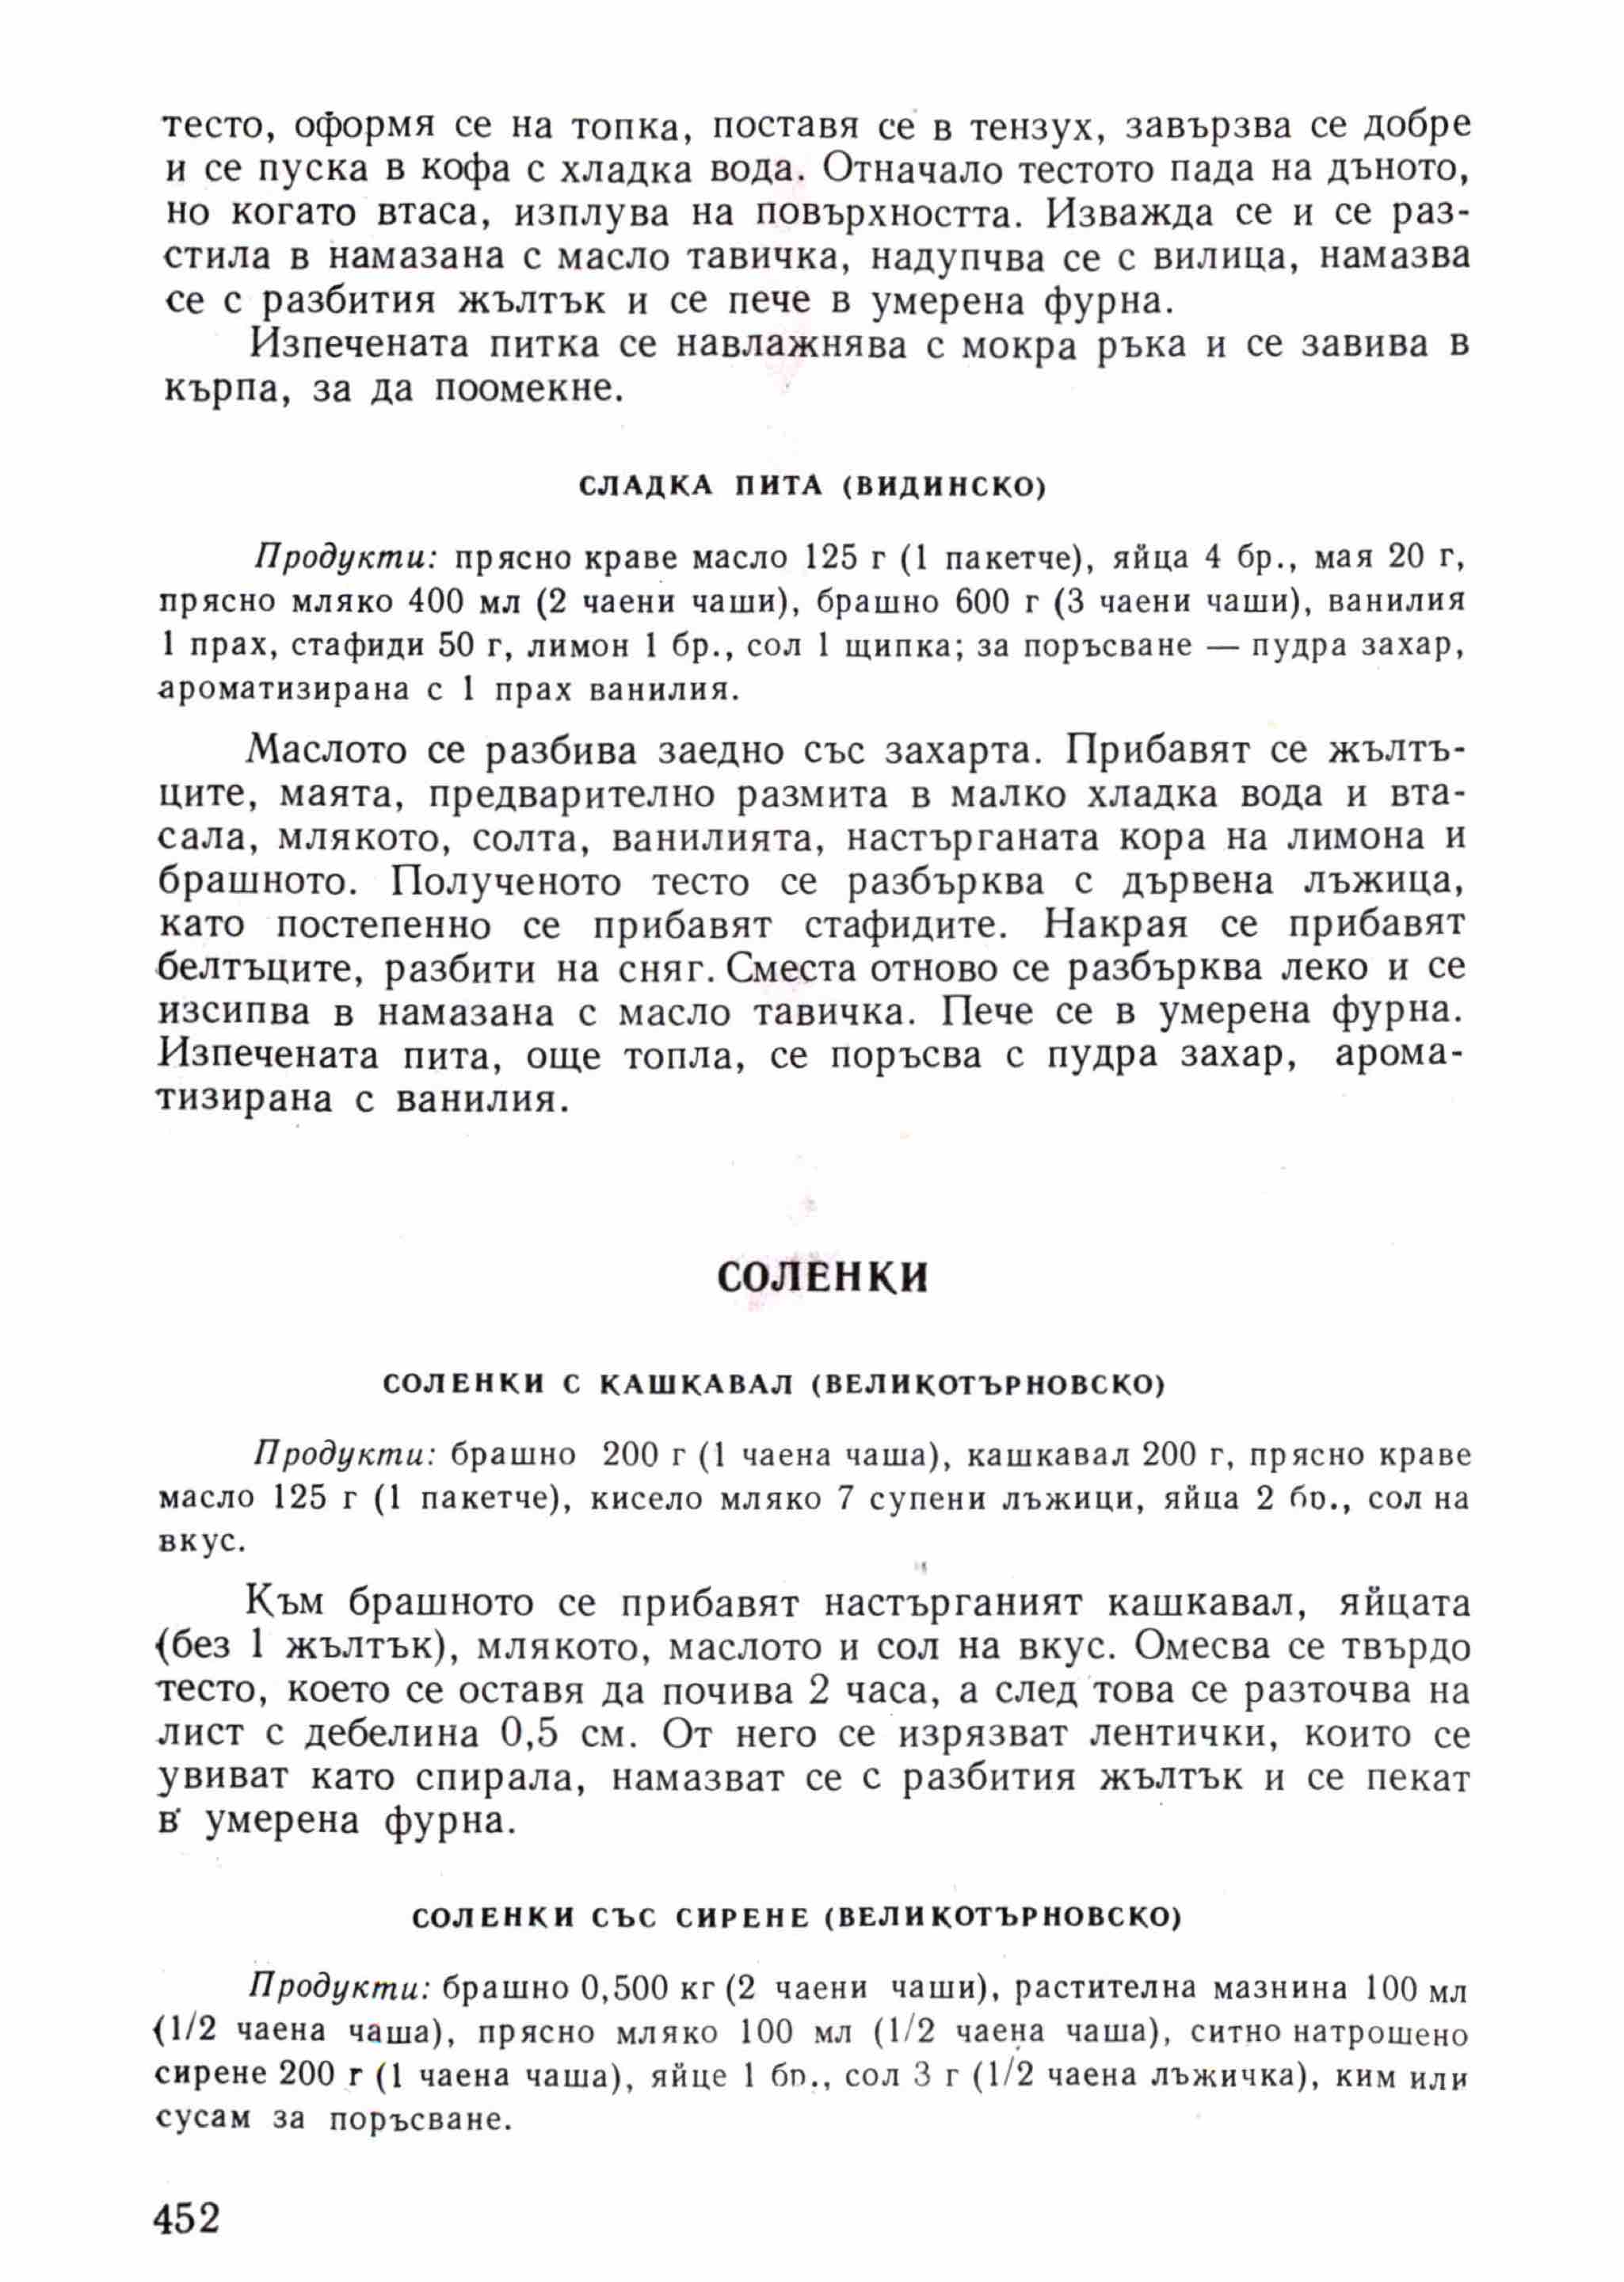 тесто, оформя се на топка, поставя се в тензух, завързва се добре
и се пуска в кофа с хладка вода. Отначало тестото пада на дъното,
но когато втаса, изплува на повърхността. Изважда се и се раз-
стила в намазана с масло тавичка, надупчва се с вилица, намазва
се с разбития жълтък и се пече в умерена фурна.
Изпечената питка се навлажнява с мокра ръка и се завива в
кърпа, за да поомекне.
СЛАДКА ПИТА (ВИДИНСКО)
Продукти: прясно краве масло 125 г (1 пакетче), яйца 4 бр., мая 20 г,
прясно мляко 400 мл (2 чаени чаши), брашно 600 г (3 чаени чаши), ванилия
1 прах, стафиди 50 г, лимон 1 бр., сол 1 щипка; за поръсване — пудра захар,
ароматизирана с 1 прах ванилия.
Маслото се разбива заедно със захарта. Прибавят се жълтъ-
ците, маята, предварително размита в малко хладка вода и вта-
сала, млякото, солта, ванилията, настърганата кора на лимона и
брашното. Полученото тесто се разбърква с дървена лъжица,
като постепенно се прибавят стафидите. Накрая се прибавят
белтъците, разбити на сняг. Сместа отново се разбърква леко и се
изсипва в намазана с масло тавичка. Пече се в умерена фурна.
Изпечената пита, още топла, се поръсва с пудра захар, арома-
тизирана с ванилия.
СОЛЕНКИ
СОЛЕНКИ С КАШКАВАЛ (ВЕЛИКОТЪРНОВСКО)
Продукти: брашно 200 г (1 чаена чаша), кашкавал 200 г, прясно краве
масло 125 г (1 пакетче), кисело мляко 7 супени лъжици, яйца 2 бр., сол на
вкус.
Към брашното се прибавят настърганият кашкавал, яйцата
(без 1 жълтък), млякото, маслото и сол на вкус. Омесва се твърдо
тесто, което се оставя да почива 2 часа, а след това се разточва на
лист с дебелина 0,5 см. От него се изрязват лентички, които се
увиват като спирала, намазват се с разбития жълтък и се пекат
в умерена фурна.
СОЛЕНКИ СЪС СИРЕНЕ (ВЕЛИКОТЪРНОВСКО)
Продукти: брашно 0,500 кг (2 чаени чаши), растителна мазнина 100 мл
(1/2 чаена чаша), прясно мляко 100 мл (1/2 чаена чаша), ситно натрошено
сирене 200 г (1 чаена чаша), яйце 1 бр., сол 3 г (1/2 чаена лъжичка), ким или
сусам за поръсване.
452